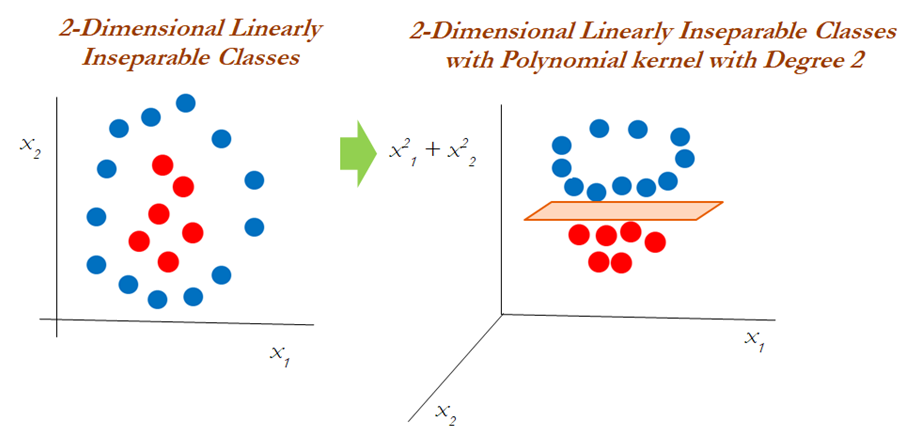 2-Dimensional Linearly
Inseparable Classes
2-Dimensional Linearly Inseparable Classes
with Polynomial kernel with Degree 2
x₂
x₁
x²₁ + x²₂
x₁
x₂